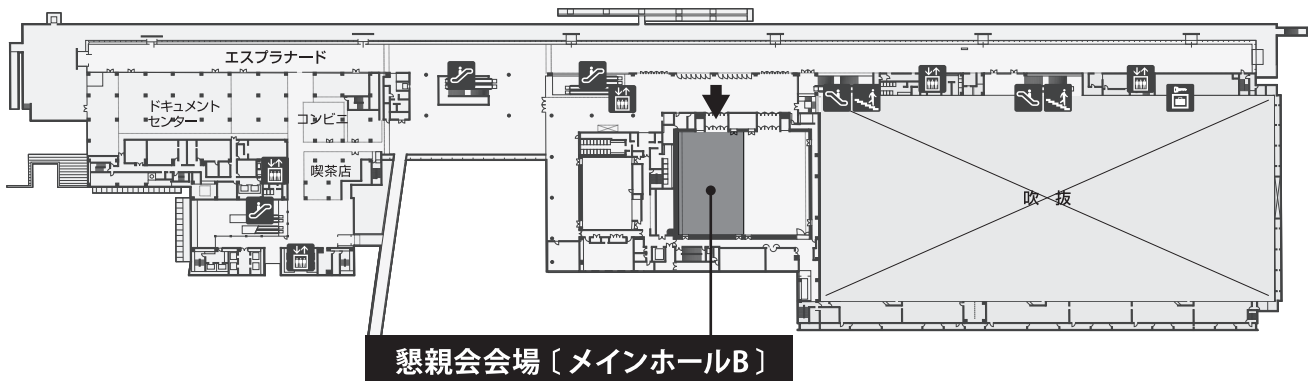 エスプラナード
ドキュメント
センター
コンビニ
喫茶店
吹 抜
懇親会会場〔メインホールB〕